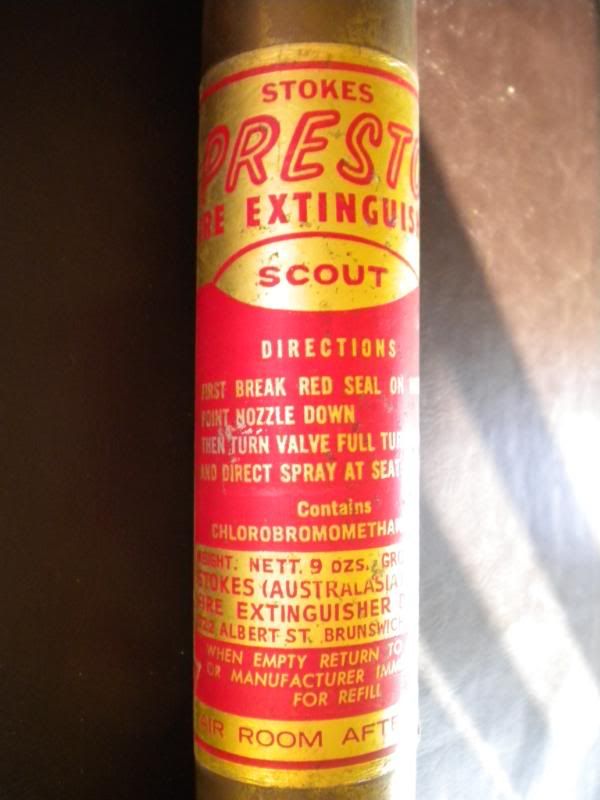 STOKES
PREST
RE EXTINGUIS
SCOUT
DIRECTIONS
FIRST BREAK RED SEAL ON
POINT NOZZLE DOWN
THEN TURN VALVE FULL TUR
AND DIRECT SPRAY AT SEAT
Contains
CHLOROBROMOMETHA
WEIGHT. NETT. 9 OZS. GR
STOKES (AUSTRALASIA
FIRE EXTINGUISHER
ALBERT ST. BRUNSWICK
WHEN EMPTY RETURN TO
OR MANUFACTURER IMM
FOR REFILL
AIR ROOM AFT